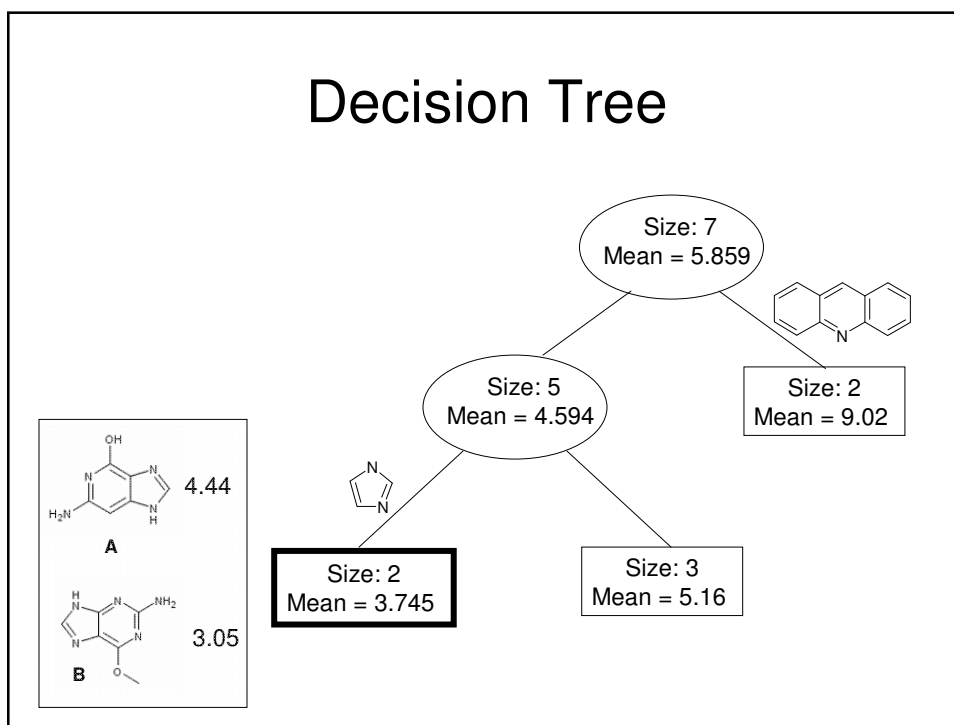 Decision Tree
Size: 7
Mean = 5.859
N
Size: 5
Mean = 4.594
Size: 2
Mean = 9.02
OH
N
N
4.44
H₂N
N
H
A
N
N
Size: 2
Mean = 3.745
Size: 3
Mean = 5.16
H
N
N
NH₂
N
N
3.05
B
O